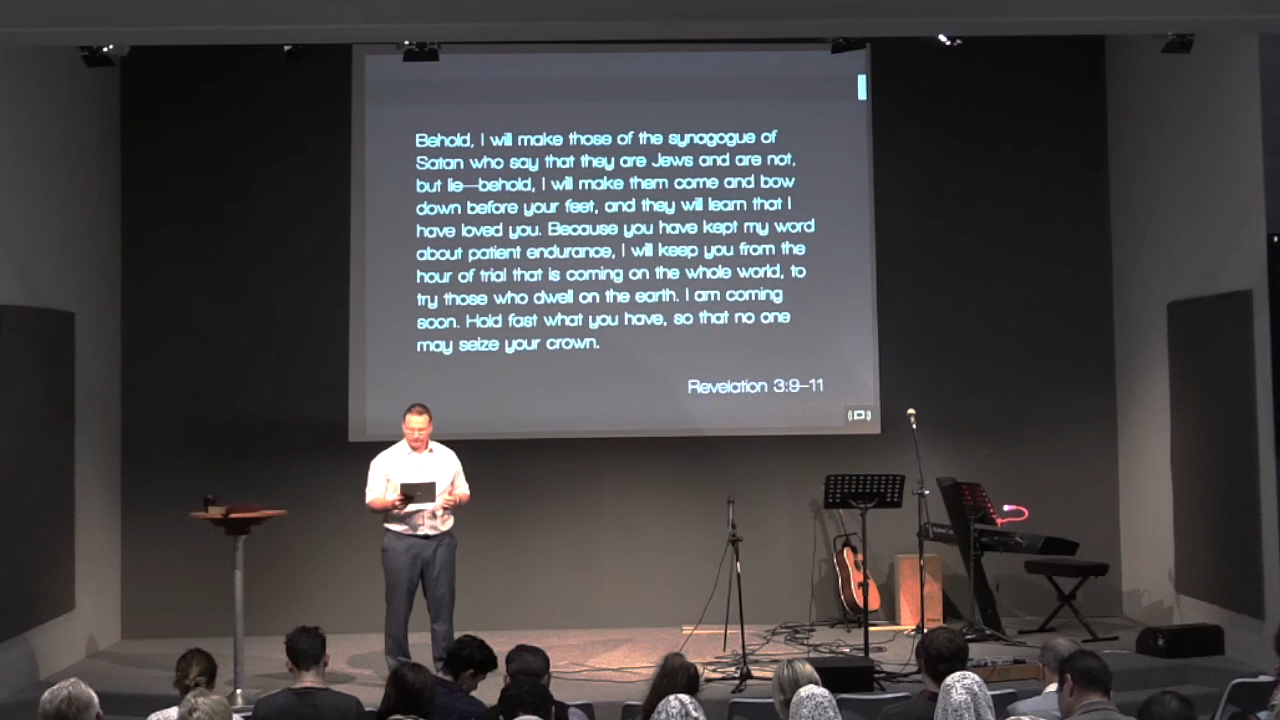 Behold, I will make those of the synagogue of
Satan who say that they are Jews and are not,
but lie—behold, I will make them come and bow
down before your feet, and they will learn that I
have loved you. Because you have kept my word
about patient endurance, I will keep you from the
hour of trial that is coming on the whole world, to
try those who dwell on the earth. I am coming
soon. Hold fast what you have, so that no one
may seize your crown.
Revelation 3:9–11